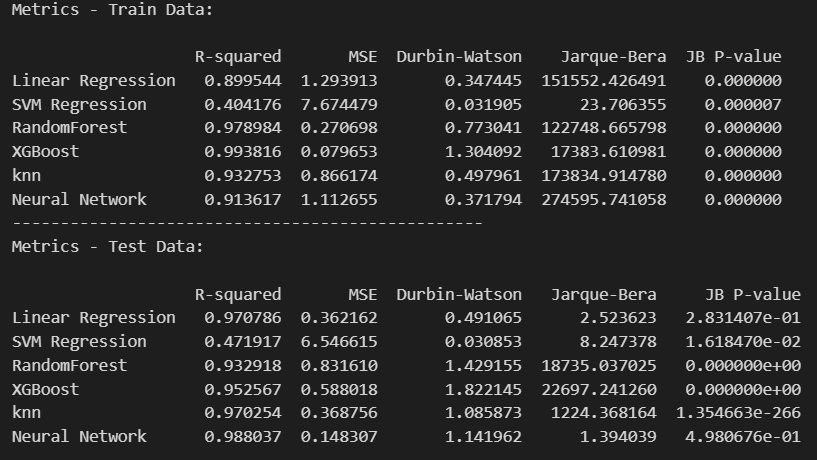 Metrics - Train Data:
R-squared MSE Durbin-Watson Jarque-Bera JB P-value
Linear Regression 0.899544 1.293913 0.347445 151552.426491 0.000000
SVM Regression 0.404176 7.674479 0.031905 23.706355 0.000007
RandomForest 0.978984 0.270698 0.773041 122748.665798 0.000000
XGBoost 0.993816 0.079653 1.304092 17383.610981 0.000000
knn 0.932753 0.866174 0.497961 173834.914780 0.000000
Neural Network 0.913617 1.112655 0.371794 274595.741058 0.000000
-------------------------------------------------
Metrics - Test Data:
R-squared MSE Durbin-Watson Jarque-Bera JB P-value
Linear Regression 0.970786 0.362162 0.491065 2.523623 2.831407e-01
SVM Regression 0.471917 6.546615 0.030853 8.247378 1.618470e-02
RandomForest 0.932918 0.831610 1.429155 18735.037025 0.000000e+00
XGBoost 0.952567 0.588018 1.822145 22697.241260 0.000000e+00
knn 0.970254 0.368756 1.085873 1224.368164 1.354663e-266
Neural Network 0.988037 0.148307 1.141962 1.394039 4.980676e-01